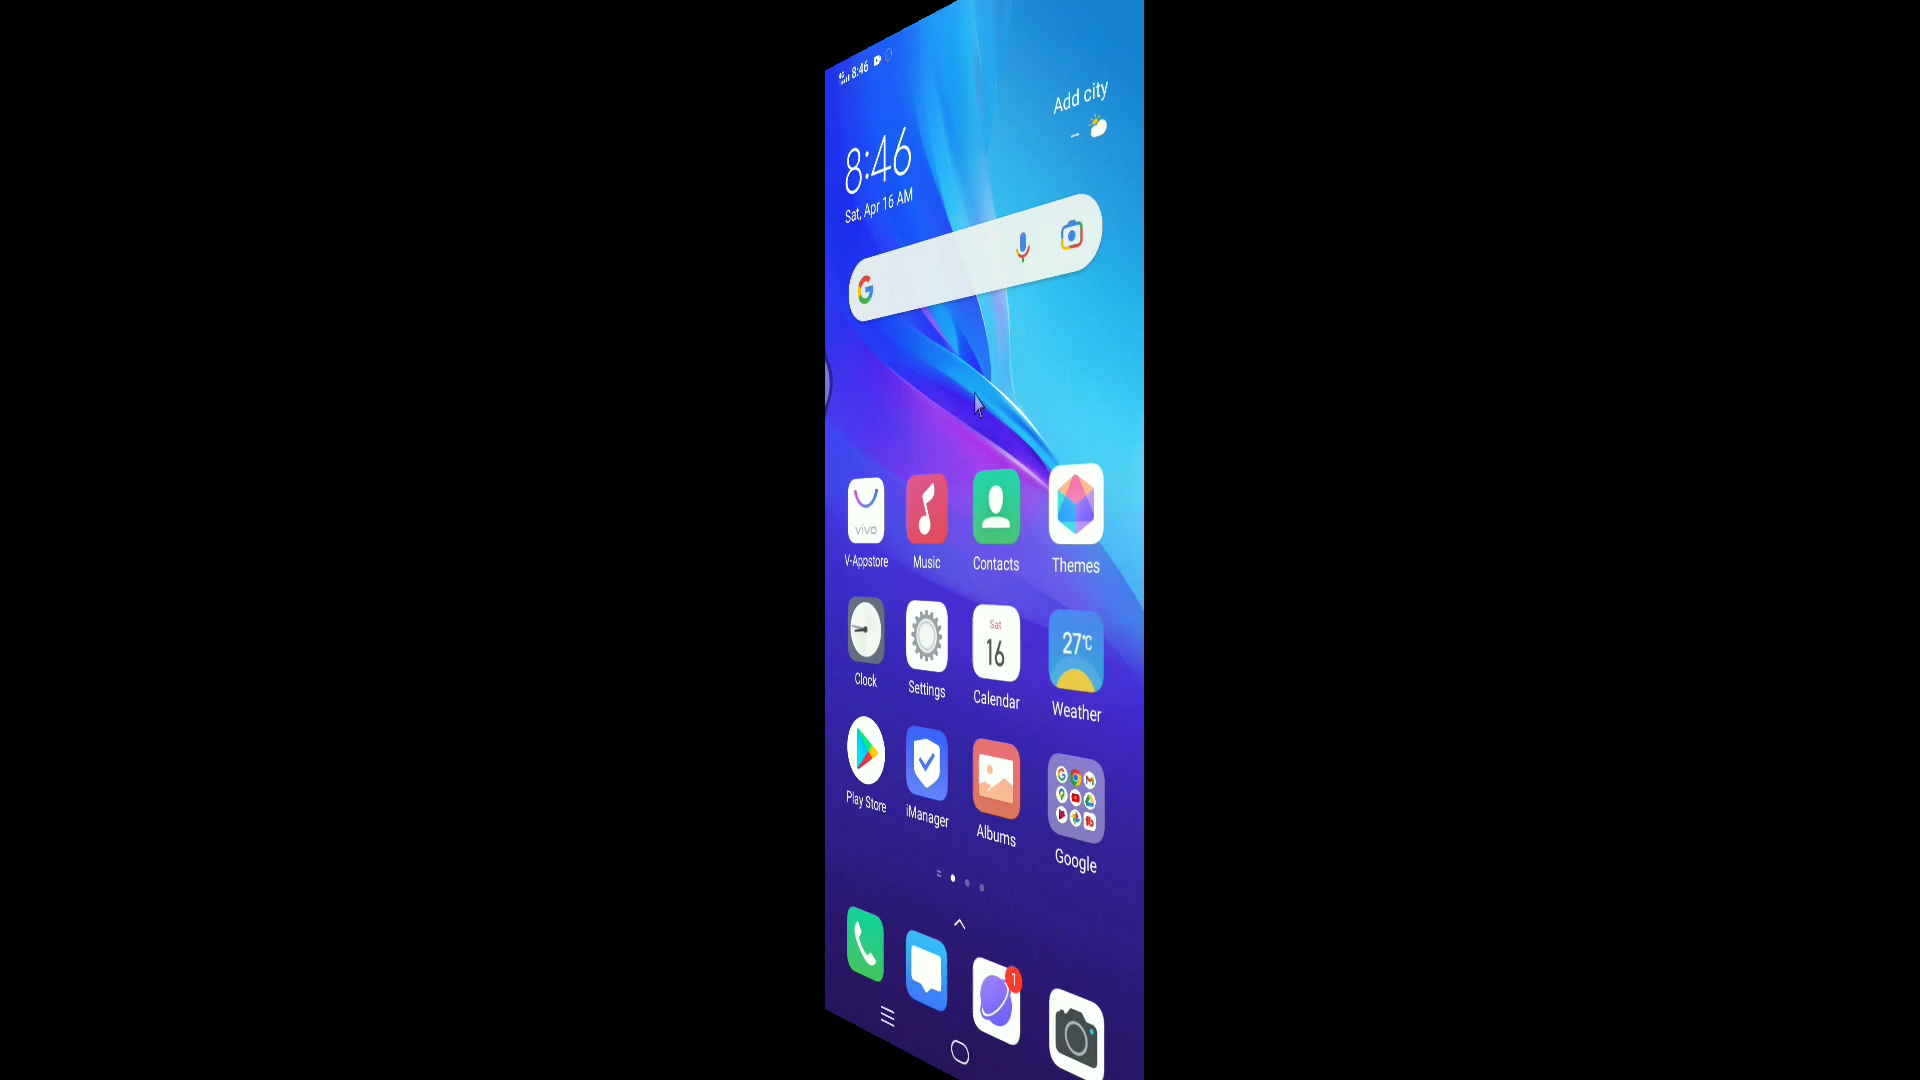 8:46
Add city
--
8:46
Sat, Apr 16 AM
vivo
V-Appstore
Music
Contacts
Themes
Sat
16
27°C
Clock
Settings
Calendar
Weather
Play Store
iManager
Albums
Google
1